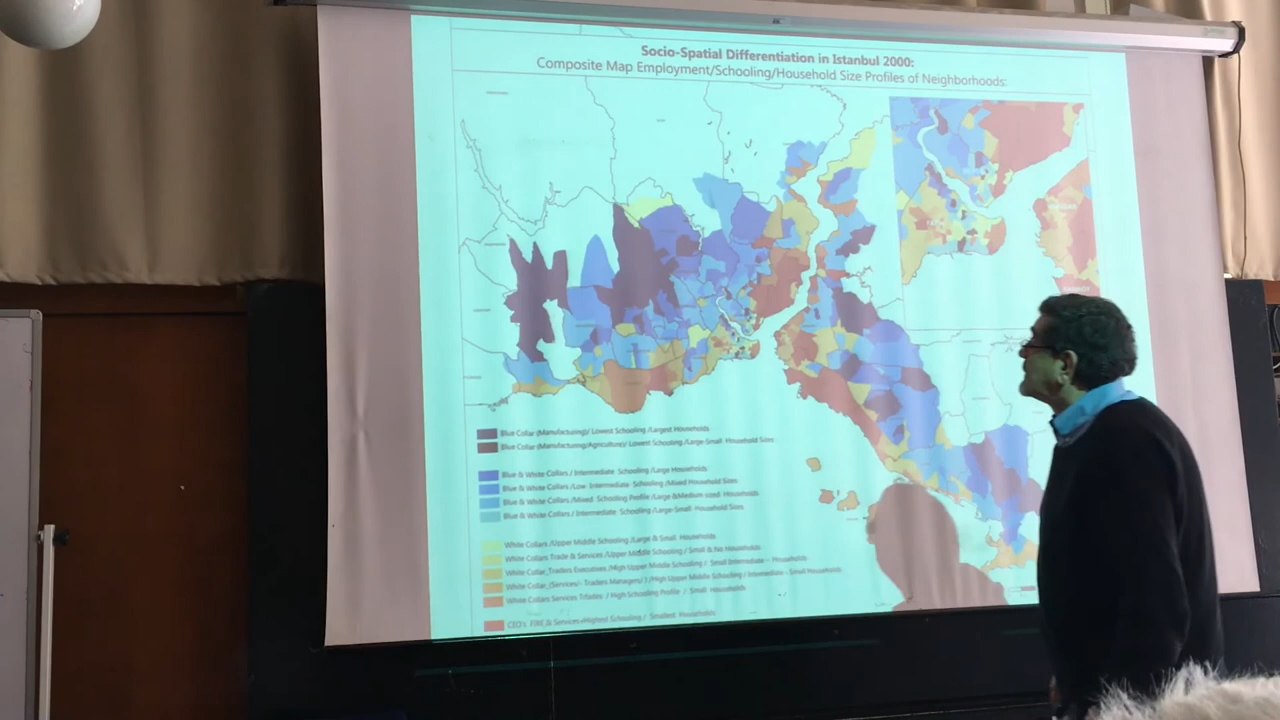 Socio-Spatial Differentiation in Istanbul 2000:
Composite Map Employment/Schooling/Household Size Profiles of Neighborhoods:
Blue Collar (Manufacturing)/ Lowest Schooling /Largest Households
Blue Collar (Manufacturing/Agriculture)/ Lowest Schooling /Large-Small Household Sizes
Blue & White Collars / Intermediate Schooling /Large Households
Blue & White Collars /Low Intermediate Schooling /Mixed Household Sizes
Blue & White Collars /Mixed Schooling Profile /Large &Medium sized Households
Blue & White Collars / Intermediate Schooling /Large-Small Household Sizes
White Collars /Upper Middle Schooling /Large & Small Households
White Collars Trade & Services /Upper Middle Schooling / Small & No Households
White Collar_Traders Executives /High Upper Middle Schooling / Small Intermediate - Households
White Collar_/Services/- Traders Managers/ ) /High Upper Middle Schooling / Intermediate - Small Households
White Collars Services Trades / High Schooling Profile / Small Households
CEO's FIRE & Services-Highest Schooling / Smallest Households